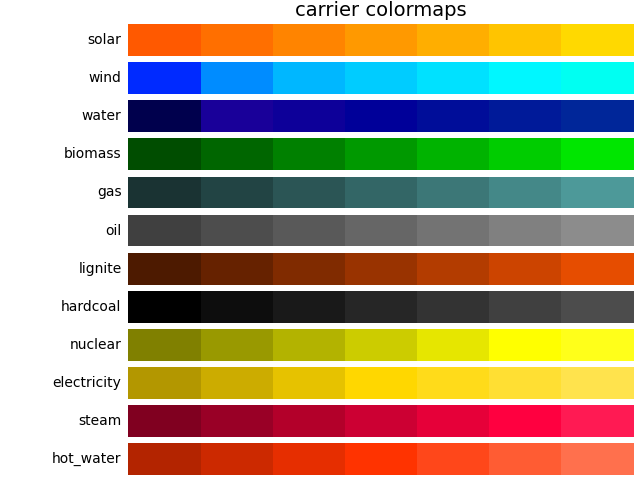 carrier colormaps
solar
wind
water
biomass
gas
oil
lignite
hardcoal
nuclear
electricity
steam
hot_water